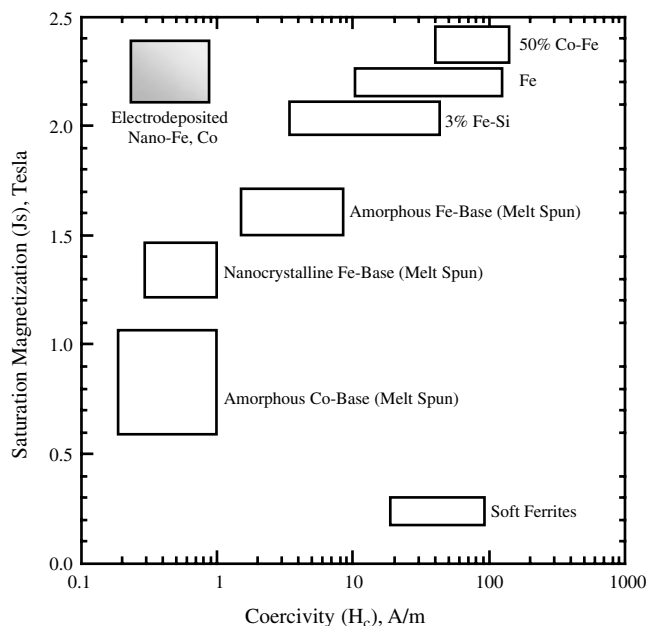 2.5
2.0
1.5
1.0
0.5
0.0
Saturation Magnetization (Js), Tesla
50% Co-Fe
Fe
3% Fe-Si
Electrodeposited
Nano-Fe, Co
Amorphous Fe-Base (Melt Spun)
Nanocrystalline Fe-Base (Melt Spun)
Amorphous Co-Base (Melt Spun)
Soft Ferrites
0.1 1 10 100 1000
Coercivity (Hc), A/m